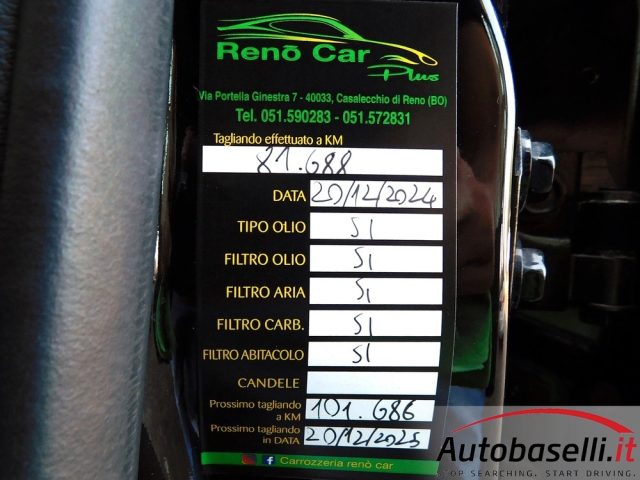 Renō Car
Plus
Via Portella Ginestra 7 - 40033, Casalecchio di Reno (BO)
Tel. 051.590283 - 051.572831
Tagliando effettuato a KM
81.688
DATA 20/12/2024
TIPO OLIO SI
FILTRO OLIO SI
FILTRO ARIA SI
FILTRO CARB. SI
FILTRO ABITACOLO SI
CANDELE
Prossimo tagliando
a KM 101.686
Prossimo tagliando
in DATA 20/12/2025
Carrozzeria renō car
Autobaselli.it
STOP SEARCHING. START DRIVING.